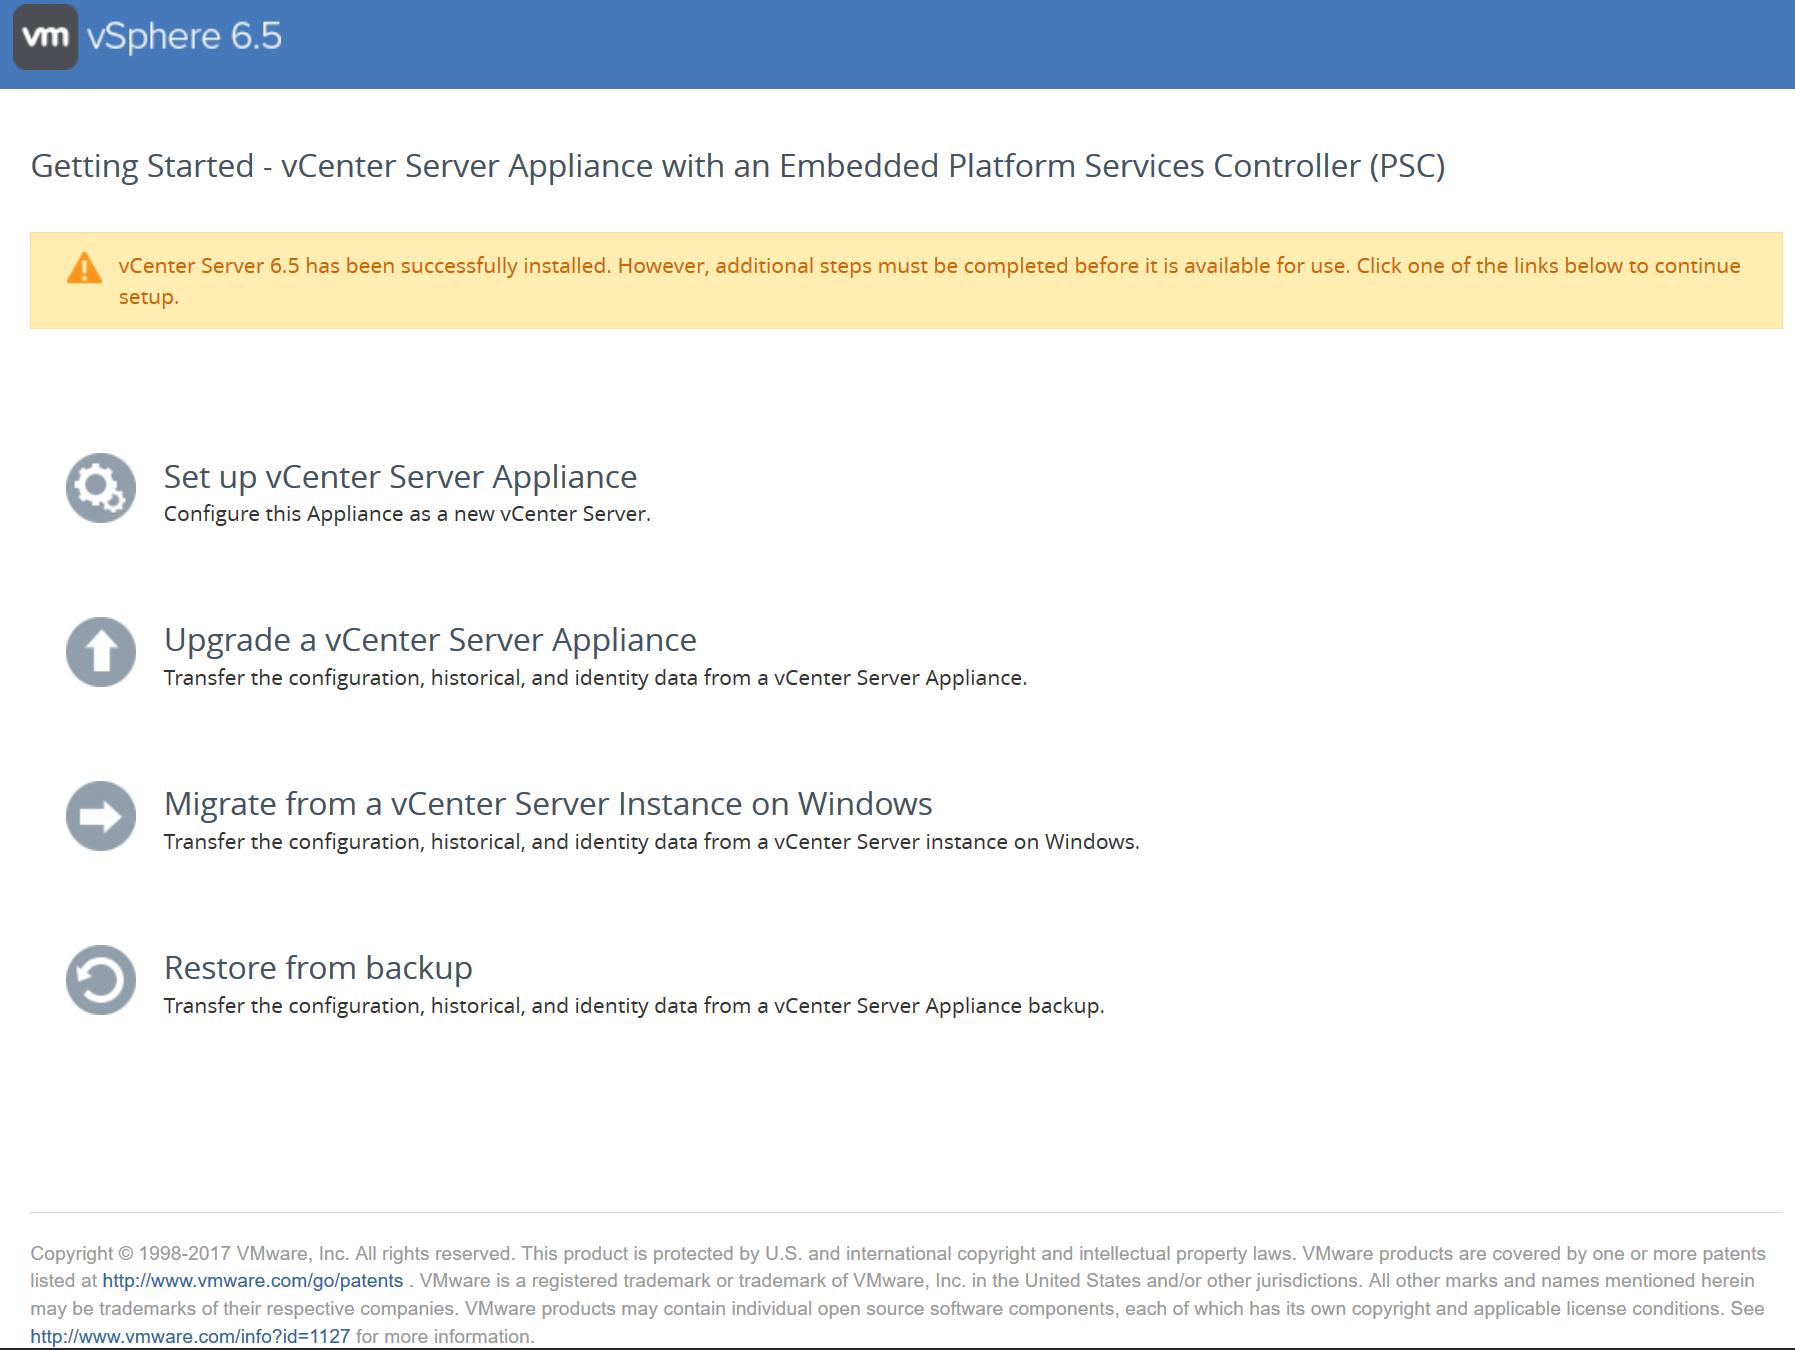 vm vSphere 6.5
Getting Started - vCenter Server Appliance with an Embedded Platform Services Controller (PSC)
vCenter Server 6.5 has been successfully installed. However, additional steps must be completed before it is available for use. Click one of the links below to continue
setup.
Set up vCenter Server Appliance
Configure this Appliance as a new vCenter Server.
Upgrade a vCenter Server Appliance
Transfer the configuration, historical, and identity data from a vCenter Server Appliance.
Migrate from a vCenter Server Instance on Windows
Transfer the configuration, historical, and identity data from a vCenter Server instance on Windows.
Restore from backup
Transfer the configuration, historical, and identity data from a vCenter Server Appliance backup.
Copyright © 1998-2017 VMware, Inc. All rights reserved. This product is protected by U.S. and international copyright and intellectual property laws. VMware products are covered by one or more patents
listed at http://www.vmware.com/go/patents . VMware is a registered trademark or trademark of VMware, Inc. in the United States and/or other jurisdictions. All other marks and names mentioned herein
may be trademarks of their respective companies. VMware products may contain individual open source software components, each of which has its own copyright and applicable license conditions. See
http://www.vmware.com/info?id=1127 for more information.